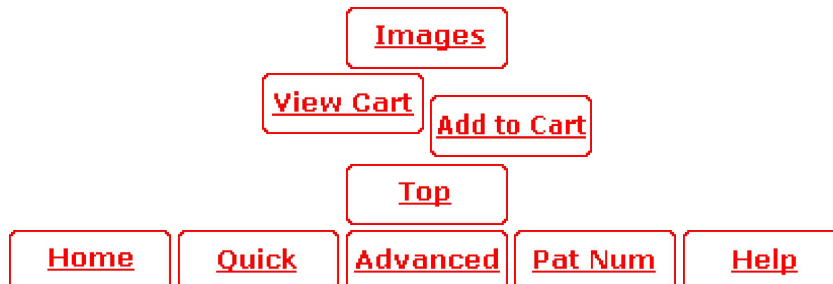 Images
View Cart
Add to Cart
Top
Home Quick Advanced Pat Num Help